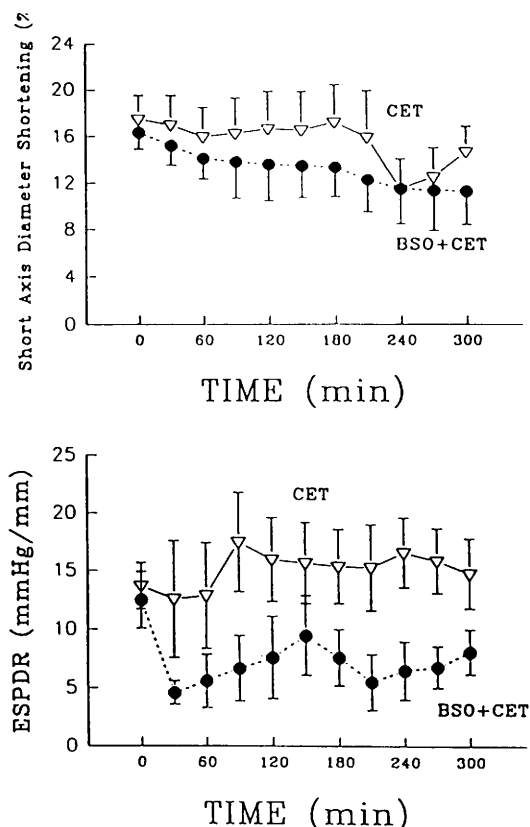 Short Axis Diameter Shortening (%
24
20
16
12
8
4
0
CET
BSO+CET
0 60 120 180 240 300
TIME (min)
ESPDR (mmHg/mm)
25
20
15
10
5
0
CET
BSO+CET
0 60 120 180 240 300
TIME (min)